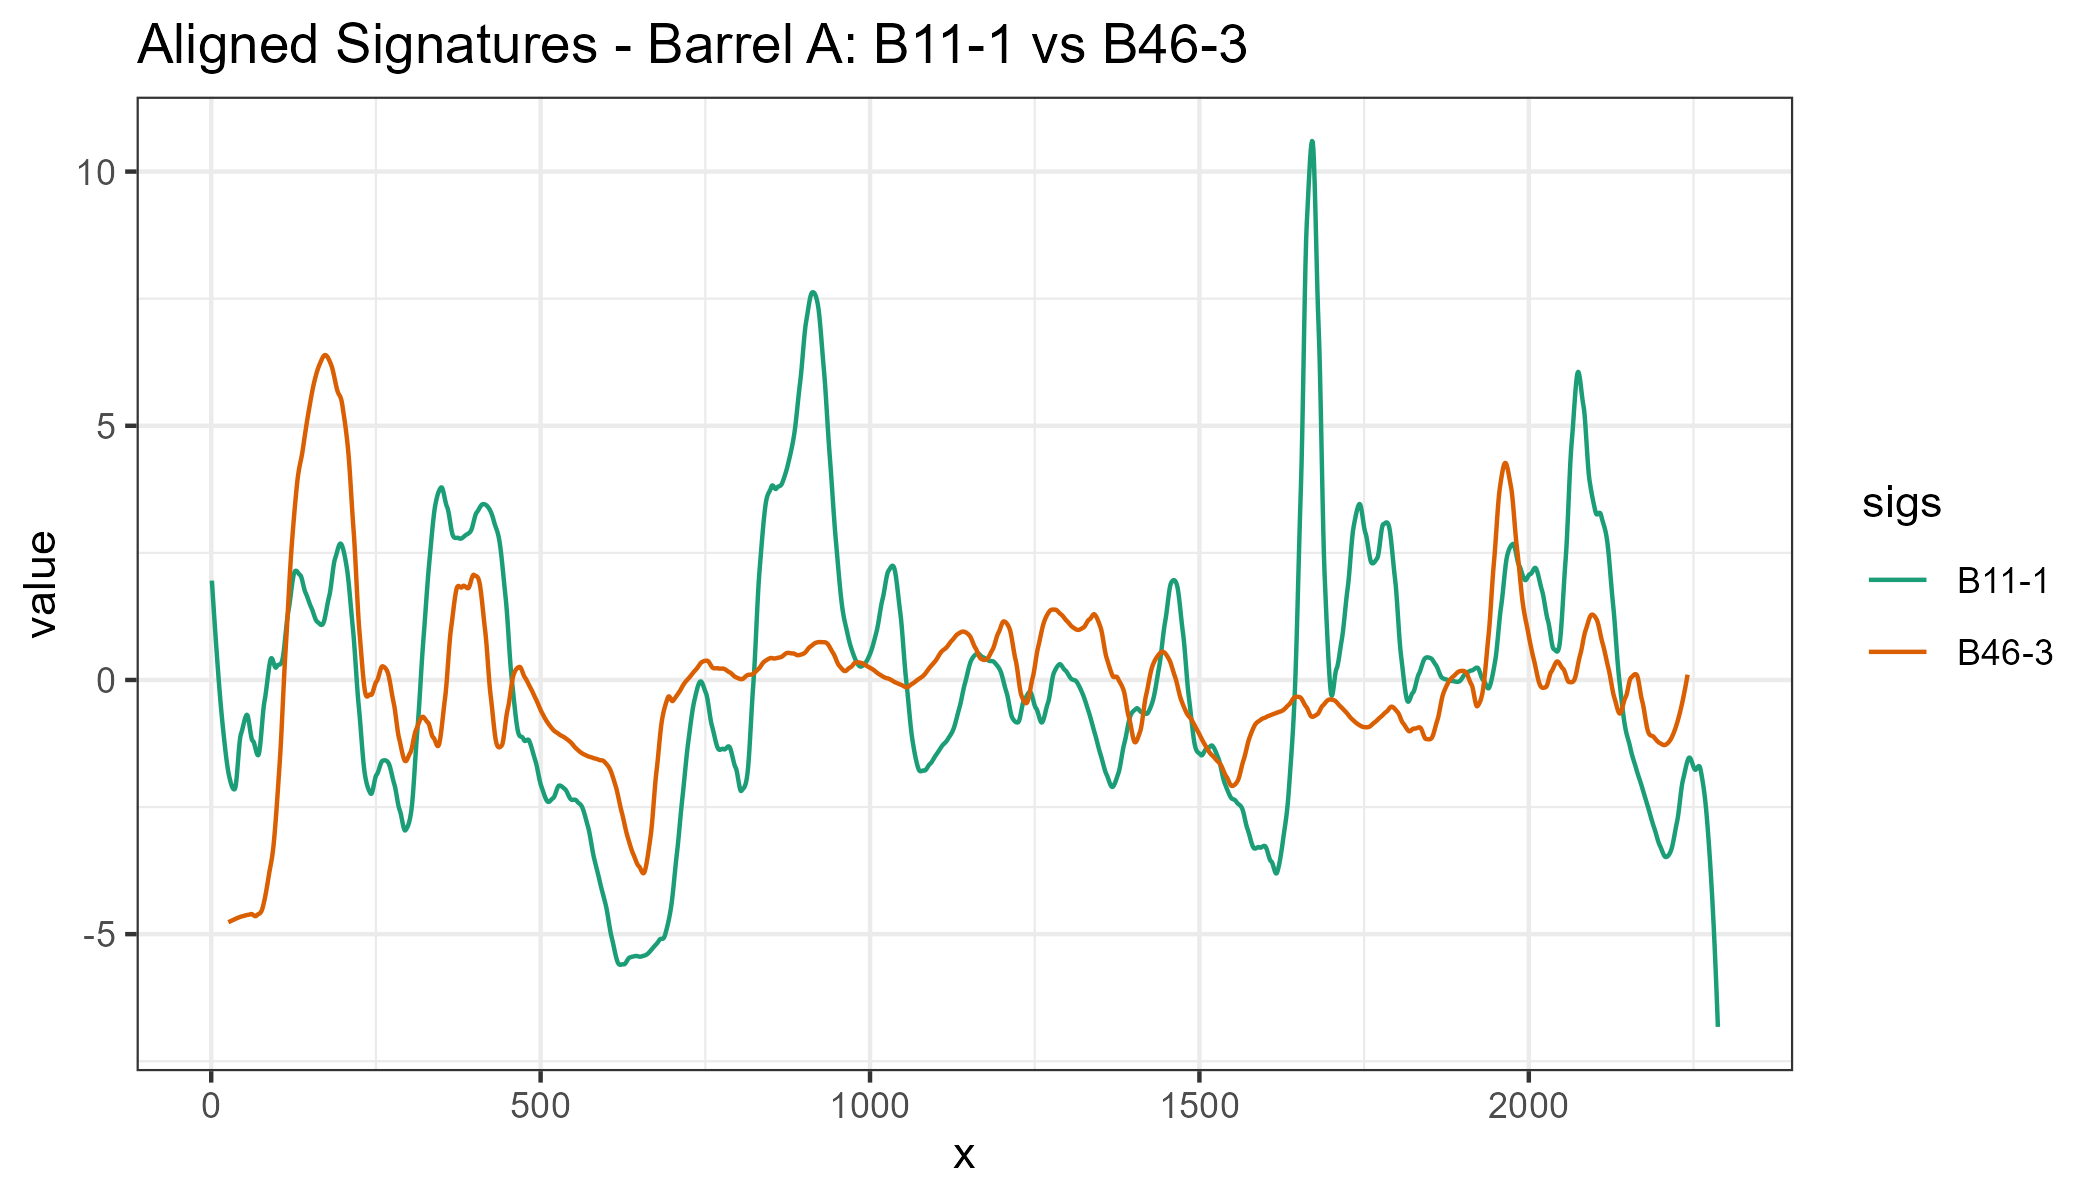 Aligned Signatures - Barrel A: B11-1 vs B46-3
10
5
0
-5
value
0
500
1000
1500
2000
x
sigs
B11-1
B46-3